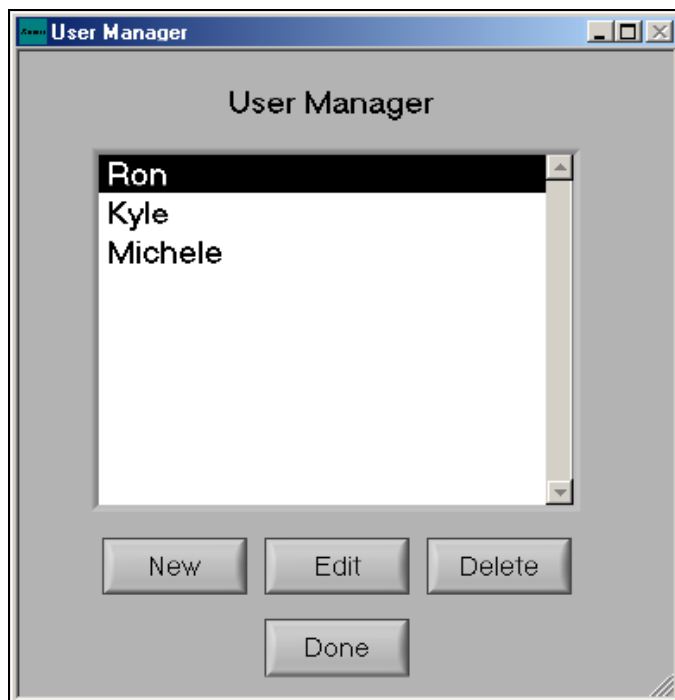 User Manager
User Manager
Ron
Kyle
Michele
New Edit Delete
Done